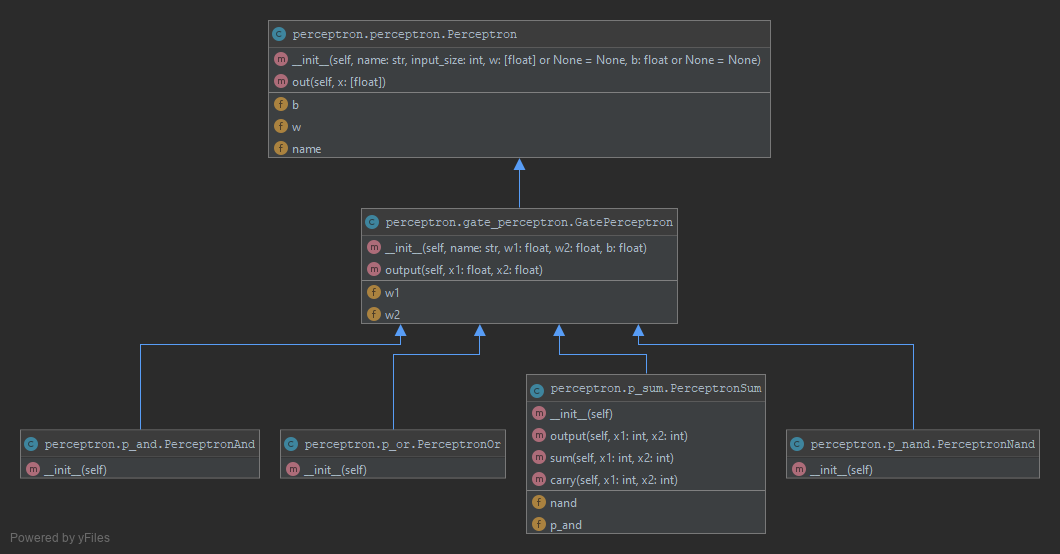 perceptron.perceptron.Perceptron
__init__(self, name: str, input_size: int, w: [float] or None = None, b: float or None = None)
out(self, x: [float])
b
w
name
perceptron.gate_perceptron.GatePerceptron
__init__(self, name: str, w1: float, w2: float, b: float)
output(self, x1: float, x2: float)
w1
w2
perceptron.p_and.PerceptronAnd
__init__(self)
perceptron.p_or.PerceptronOr
__init__(self)
perceptron.p_sum.PerceptronSum
__init__(self)
output(self, x1: int, x2: int)
sum(self, x1: int, x2: int)
carry(self, x1: int, x2: int)
nand
p_and
perceptron.p_nand.PerceptronNand
__init__(self)
Powered by yFiles